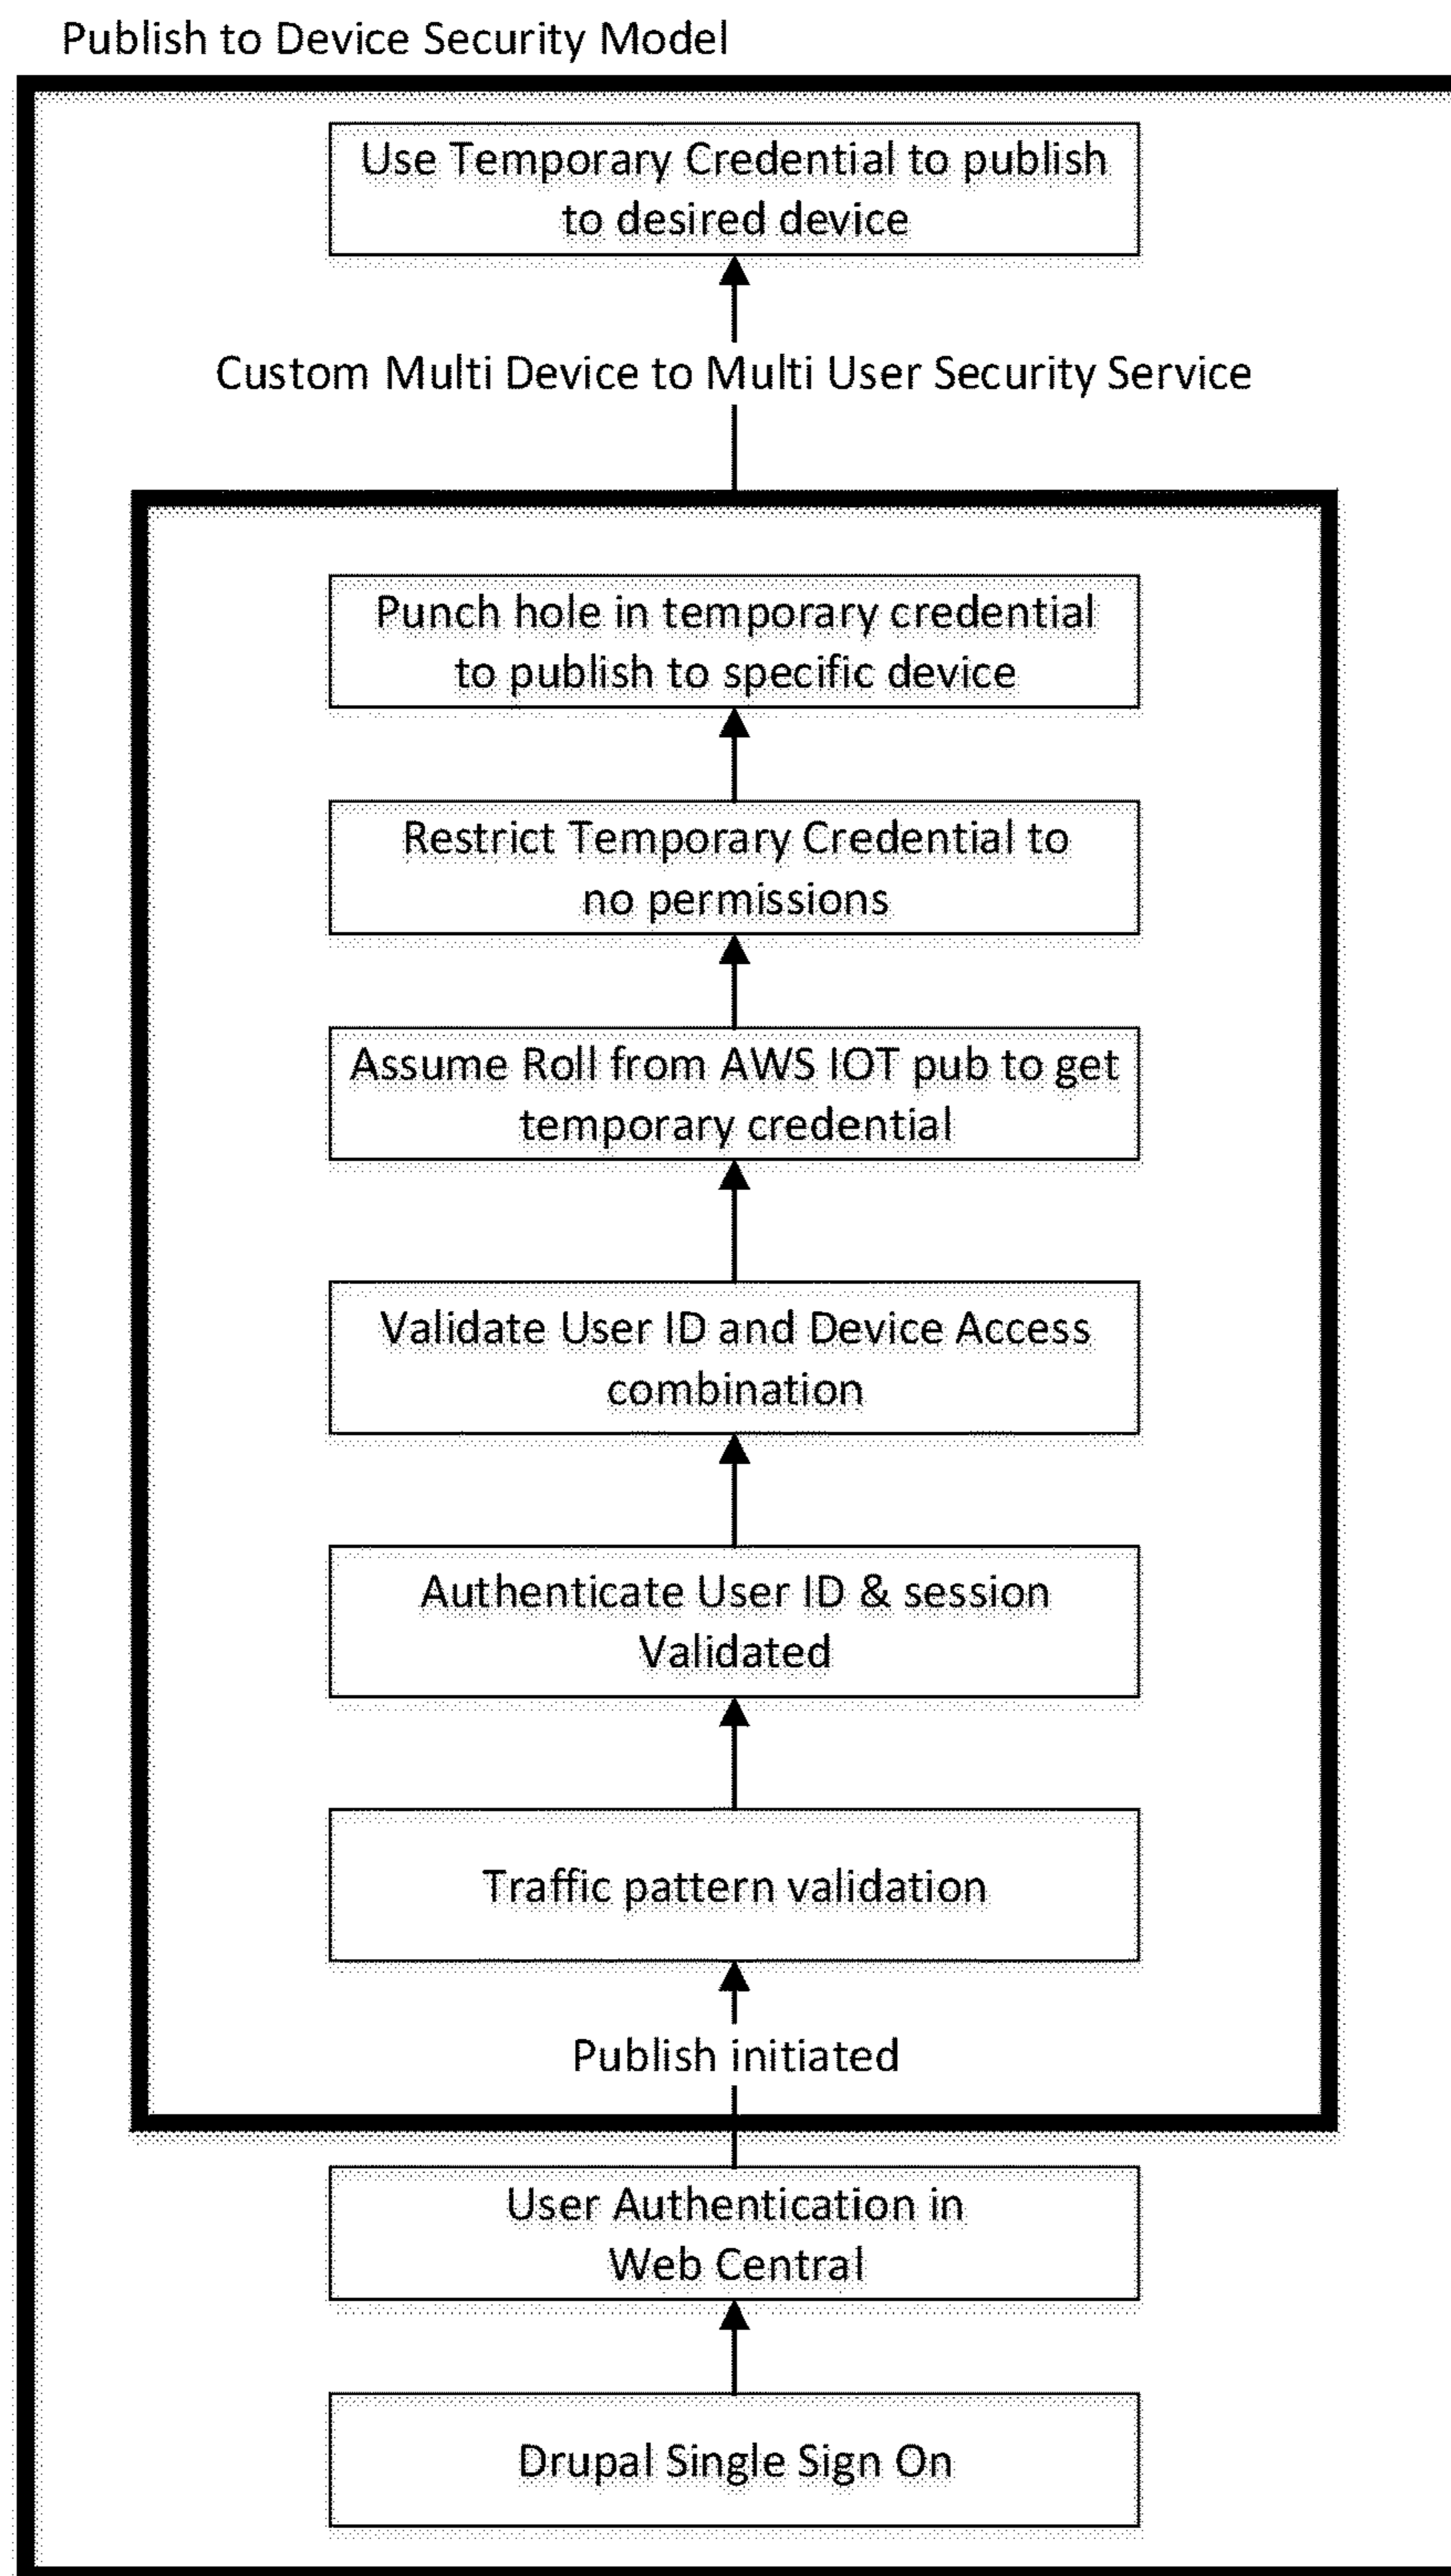 Publish to Device Security Model
Use Temporary Credential to publish
to desired device
Custom Multi Device to Multi User Security Service
Punch hole in temporary credential
to publish to specific device
Restrict Temporary Credential to
no permissions
Assume Roll from AWS IOT pub to get
temporary credential
Validate User ID and Device Access
combination
Authenticate User ID & session
Validated
Traffic pattern validation
Publish initiated
User Authentication in
Web Central
Drupal Single Sign On